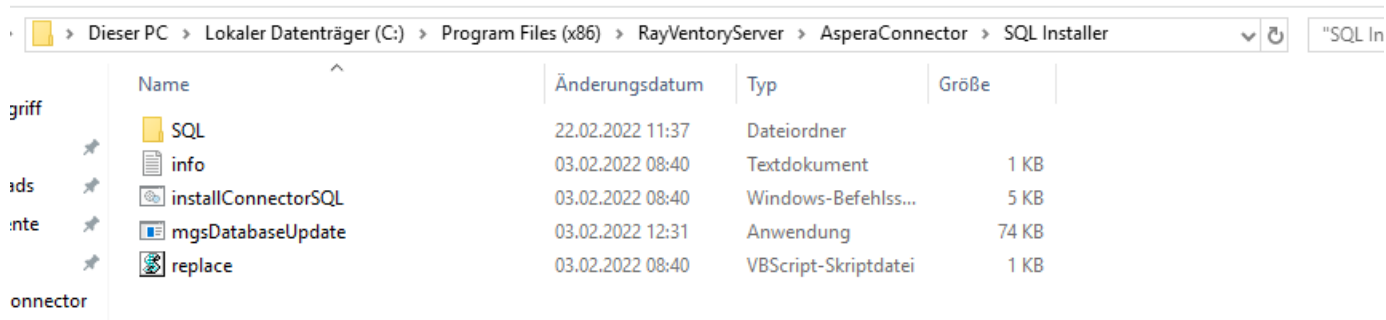 › Dieser PC › Lokaler Datenträger (C:) › Program Files (x86) › RayVentoryServer › AsperaConnector › SQL Installer "SQL In
Name Änderungsdatum Typ Größe
griff
SQL 22.02.2022 11:37 Dateiordner
info 03.02.2022 08:40 Textdokument 1 KB
ads installConnectorSQL 03.02.2022 08:40 Windows-Befehlss... 5 KB
ente mgsDatabaseUpdate 03.02.2022 12:31 Anwendung 74 KB
replace 03.02.2022 08:40 VBScript-Skriptdatei 1 KB
onnector